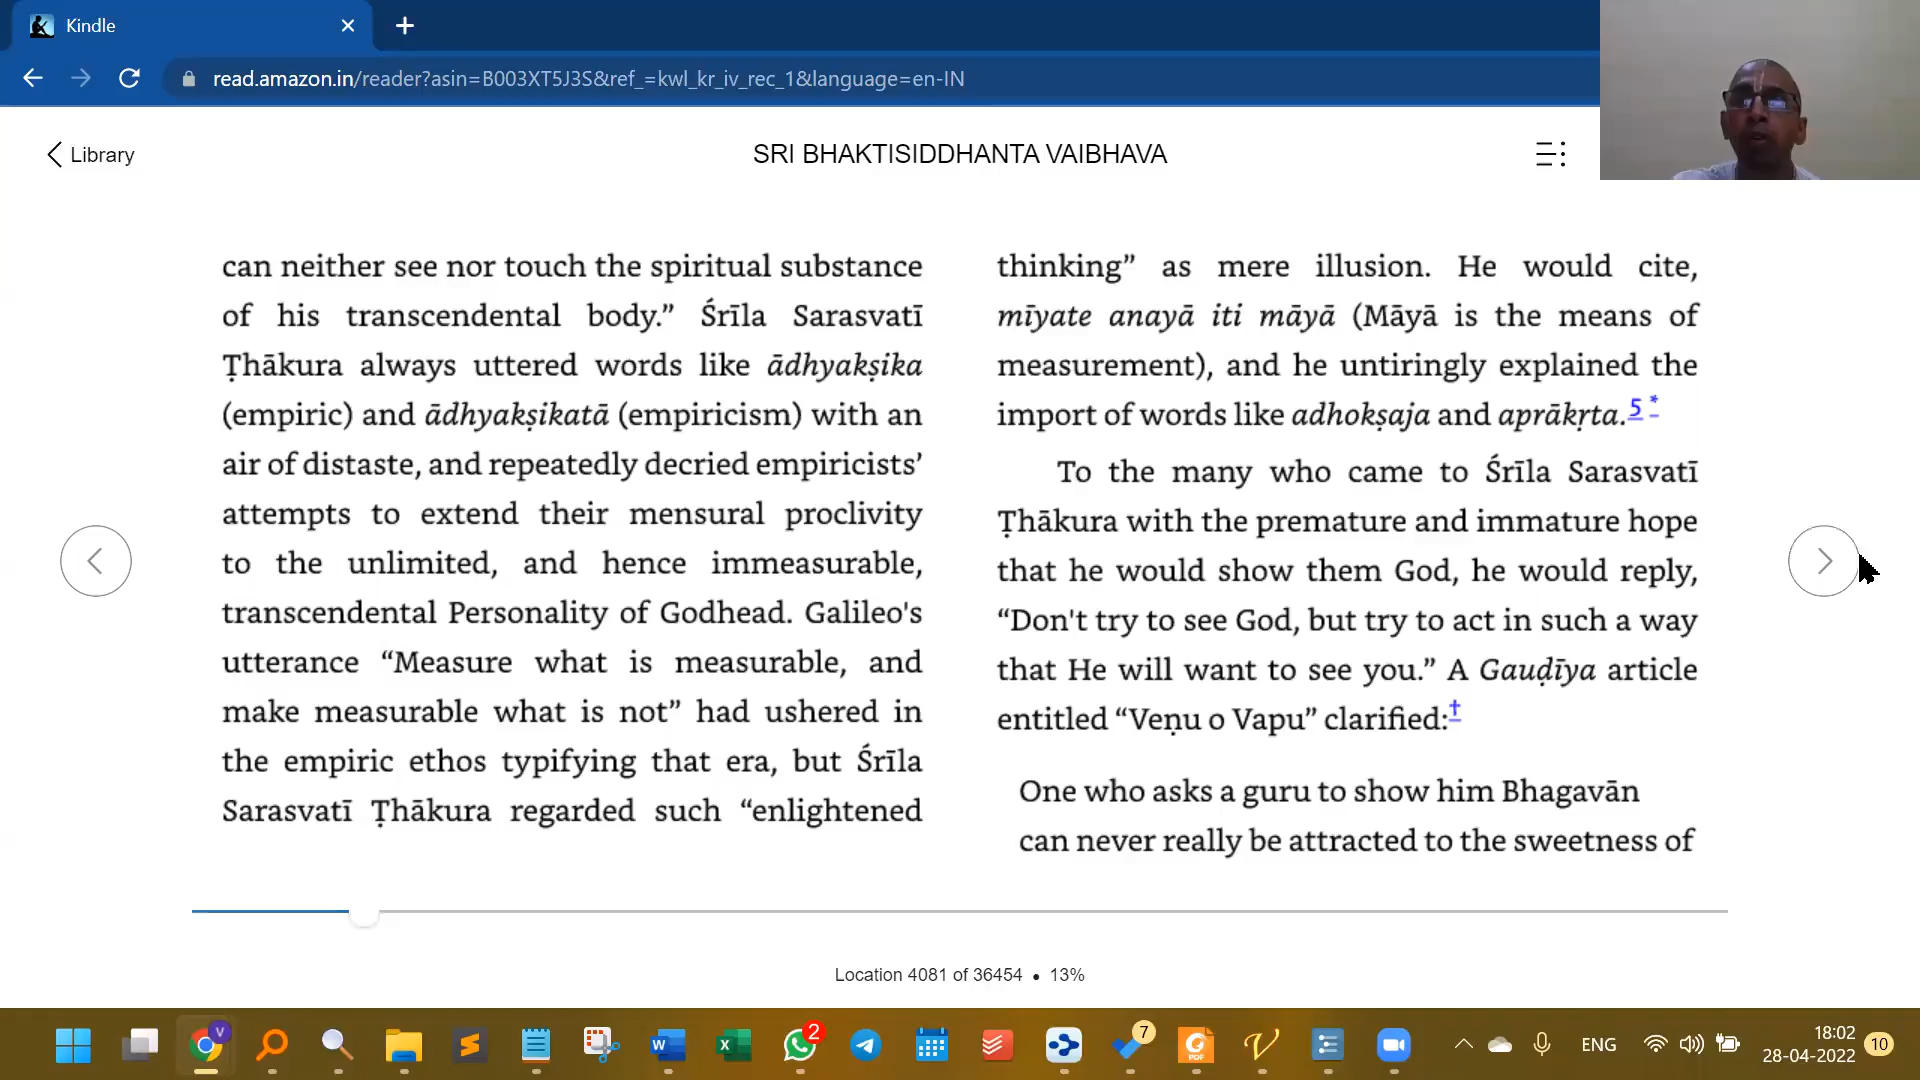 Kindle
read.amazon.in/reader?asin=B003XT5J3S&ref_=kwl_kr_iv_rec_1&language=en-IN
Library
SRI BHAKTISIDDHANTA VAIBHAVA
can neither see nor touch the spiritual substance
of his transcendental body.” Śrīla Sarasvatī
Ṭhākura always uttered words like ādhyakṣika
(empiric) and ādhyakṣikatā (empiricism) with an
air of distaste, and repeatedly decried empiricists’
attempts to extend their mensural proclivity
to the unlimited, and hence immeasurable,
transcendental Personality of Godhead. Galileo's
utterance “Measure what is measurable, and
make measurable what is not” had ushered in
the empiric ethos typifying that era, but Śrīla
Sarasvatī Ṭhākura regarded such “enlightened
thinking” as mere illusion. He would cite,
mīyate anayā iti māyā (Māyā is the means of
measurement), and he untiringly explained the
import of words like adhokṣaja and aprākṛta.5 *
To the many who came to Śrīla Sarasvatī
Ṭhākura with the premature and immature hope
that he would show them God, he would reply,
“Don't try to see God, but try to act in such a way
that He will want to see you.” A Gauḍīya article
entitled “Veṇu o Vapu” clarified:†
One who asks a guru to show him Bhagavān
can never really be attracted to the sweetness of
Location 4081 of 36454 • 13%
V
W
X
2
7
PDF
V
ENG
18:02
28-04-2022
10